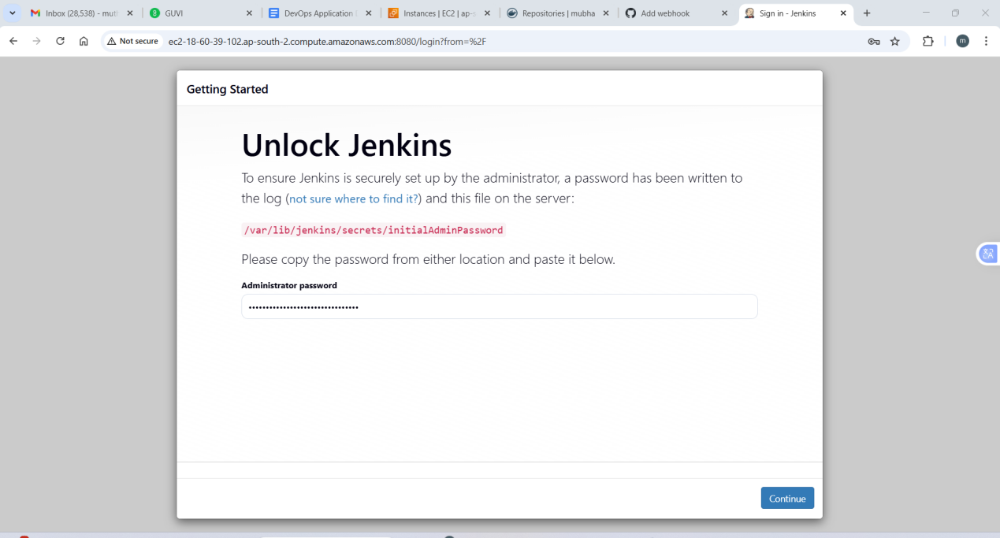 Inbox (28,538) - mut
GUVI
DevOps Application
Instances | EC2 | ap-s
Repositories | mubha
Add webhook
Sign in - Jenkins
Not secure
ec2-18-60-39-102.ap-south-2.compute.amazonaws.com:8080/login?from=%2F
m
Getting Started
Unlock Jenkins
To ensure Jenkins is securely set up by the administrator, a password has been written to
the log (not sure where to find it?) and this file on the server:
/var/lib/jenkins/secrets/initialAdminPassword
Please copy the password from either location and paste it below.
Administrator password
••••••••••••••••••••••••••••••••
Continue